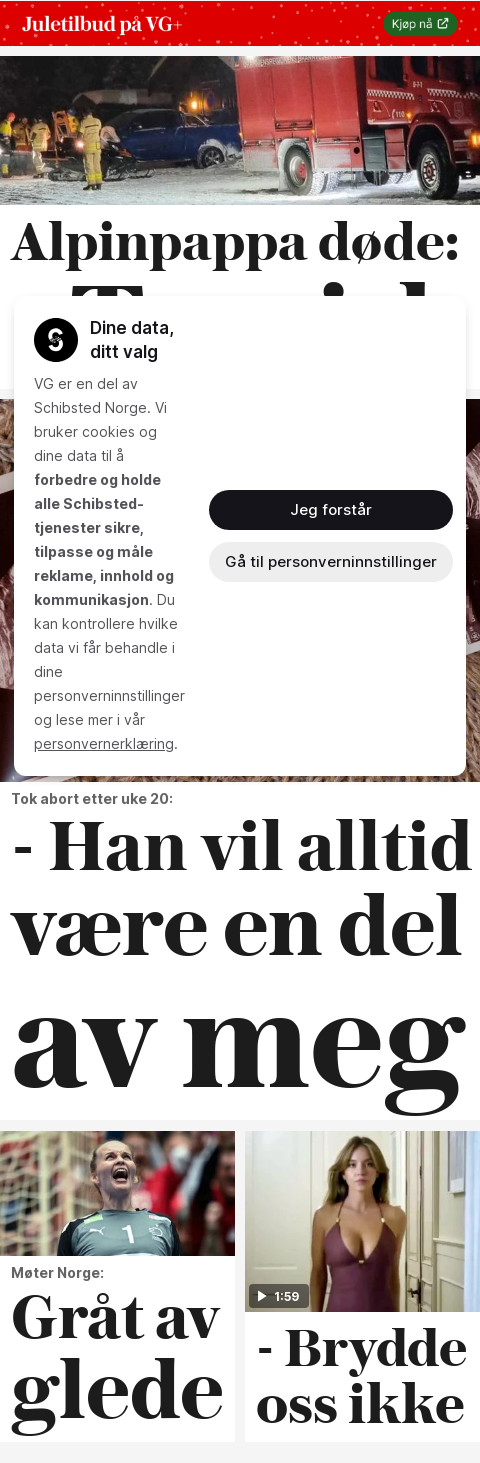 Juletilbud på VG+
Kjøp nå
Alpinpappa døde:
Dine data,
ditt valg
VG er en del av
Schibsted Norge. Vi
bruker cookies og
dine data til å
forbedre og holde
alle Schibsted-
tjenester sikre,
tilpasse og måle
reklame, innhold og
kommunikasjon. Du
kan kontrollere hvilke
data vi får behandle i
dine
personverninnstillinger
og lese mer i vår
personvernerklæring.
Jeg forstår
Gå til personverninnstillinger
Tok abort etter uke 20:
- Han vil alltid
være en del
av meg
Møter Norge:
Gråt av
glede
1:59
- Brydde
oss ikke